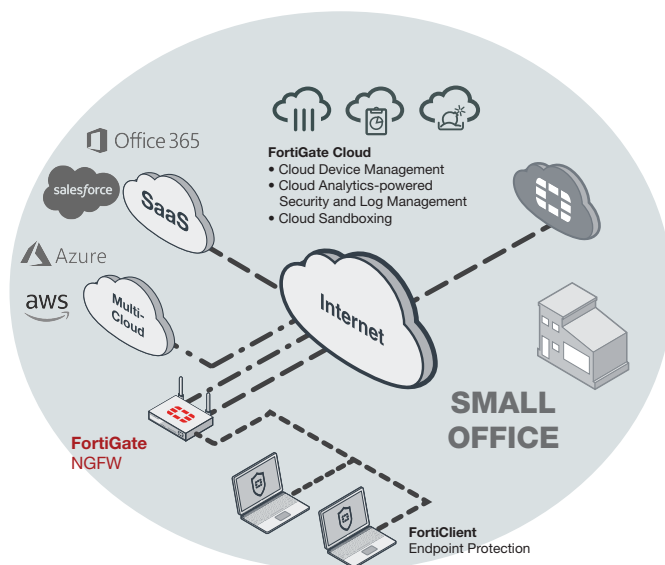 Office 365
salesforce
SaaS
Azure
aws
Multi-
Cloud
FortiGate Cloud
• Cloud Device Management
• Cloud Analytics-powered
Security and Log Management
• Cloud Sandboxing
Internet
SMALL
OFFICE
FortiGate
NGFW
FortiClient
Endpoint Protection